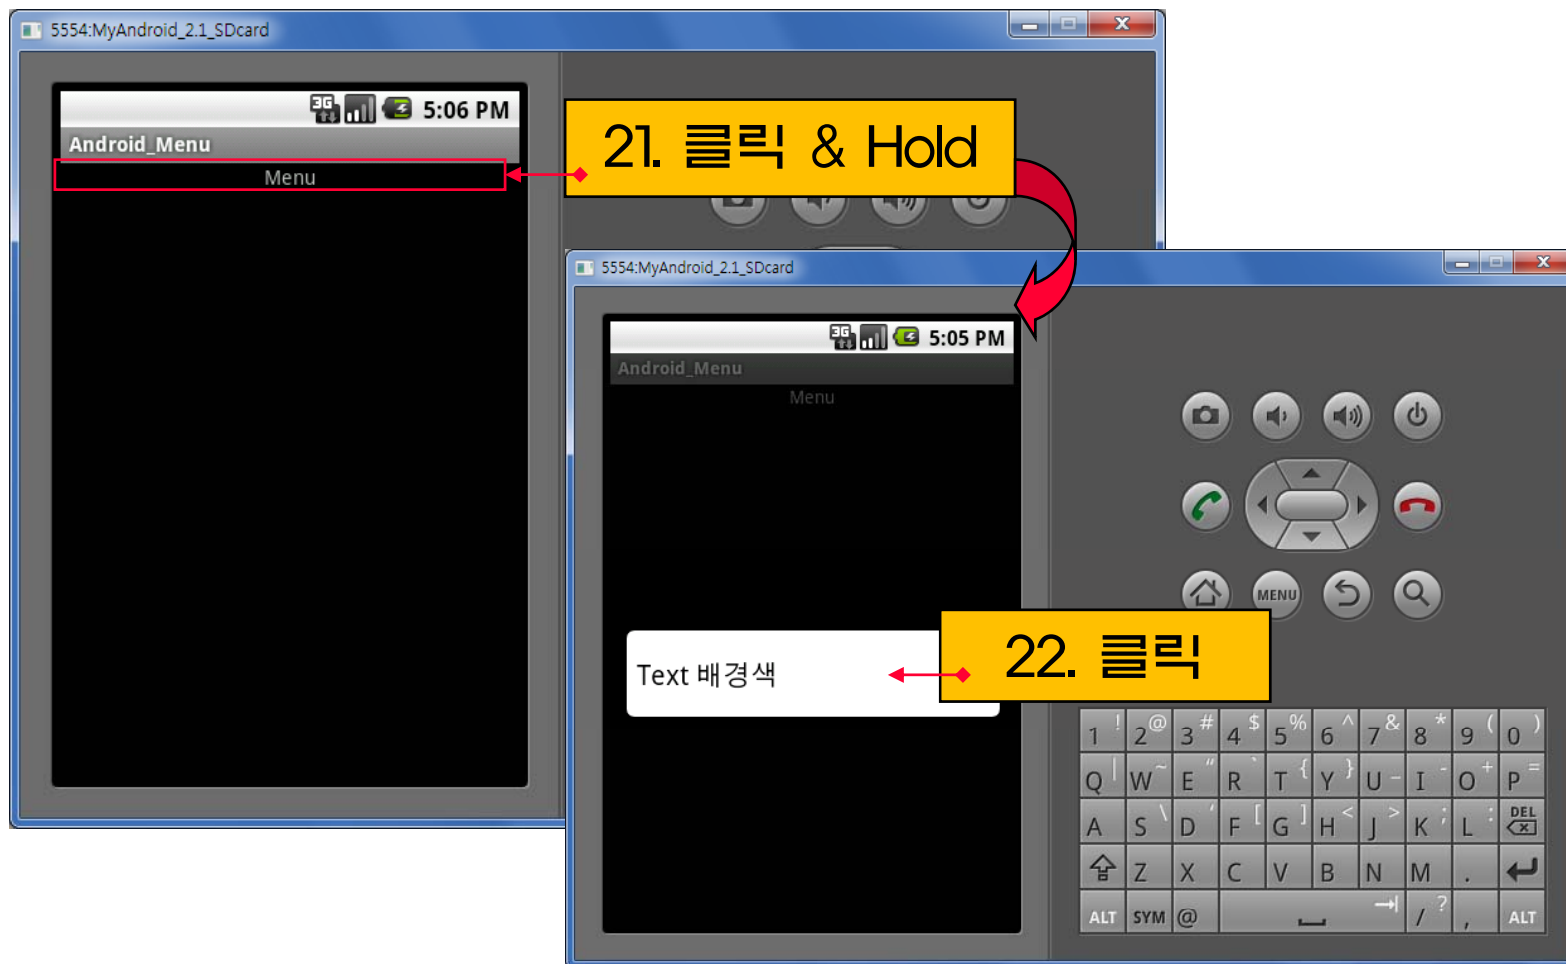 5554:MyAndroid_2.1_SDcard
3G 5:06 PM
Android_Menu
Menu
21. 클릭 & Hold
5554:MyAndroid_2.1_SDcard
3G 5:05 PM
Android_Menu
Menu
MENU
Text 배경색
22. 클릭
1 ! 2 @ 3 # 4 $ 5 % 6 ^ 7 & 8 * 9 ( 0 )
Q | W ~ E " R ` T { Y } U - I - O + P =
A S \ D ' F [ G ] H < J > K ; L : DEL
Z X C V B N M .
ALT SYM @ / ? , ALT